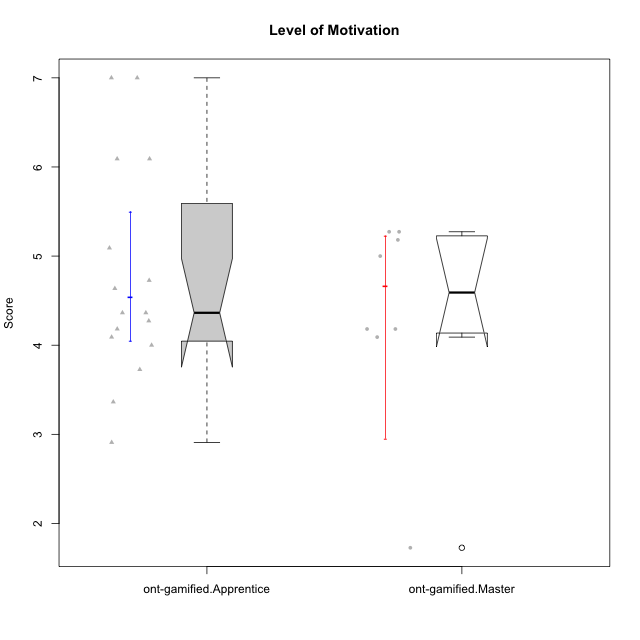 Level of Motivation
Score
7
6
5
4
3
2
ont-gamified.Apprentice
ont-gamified.Master